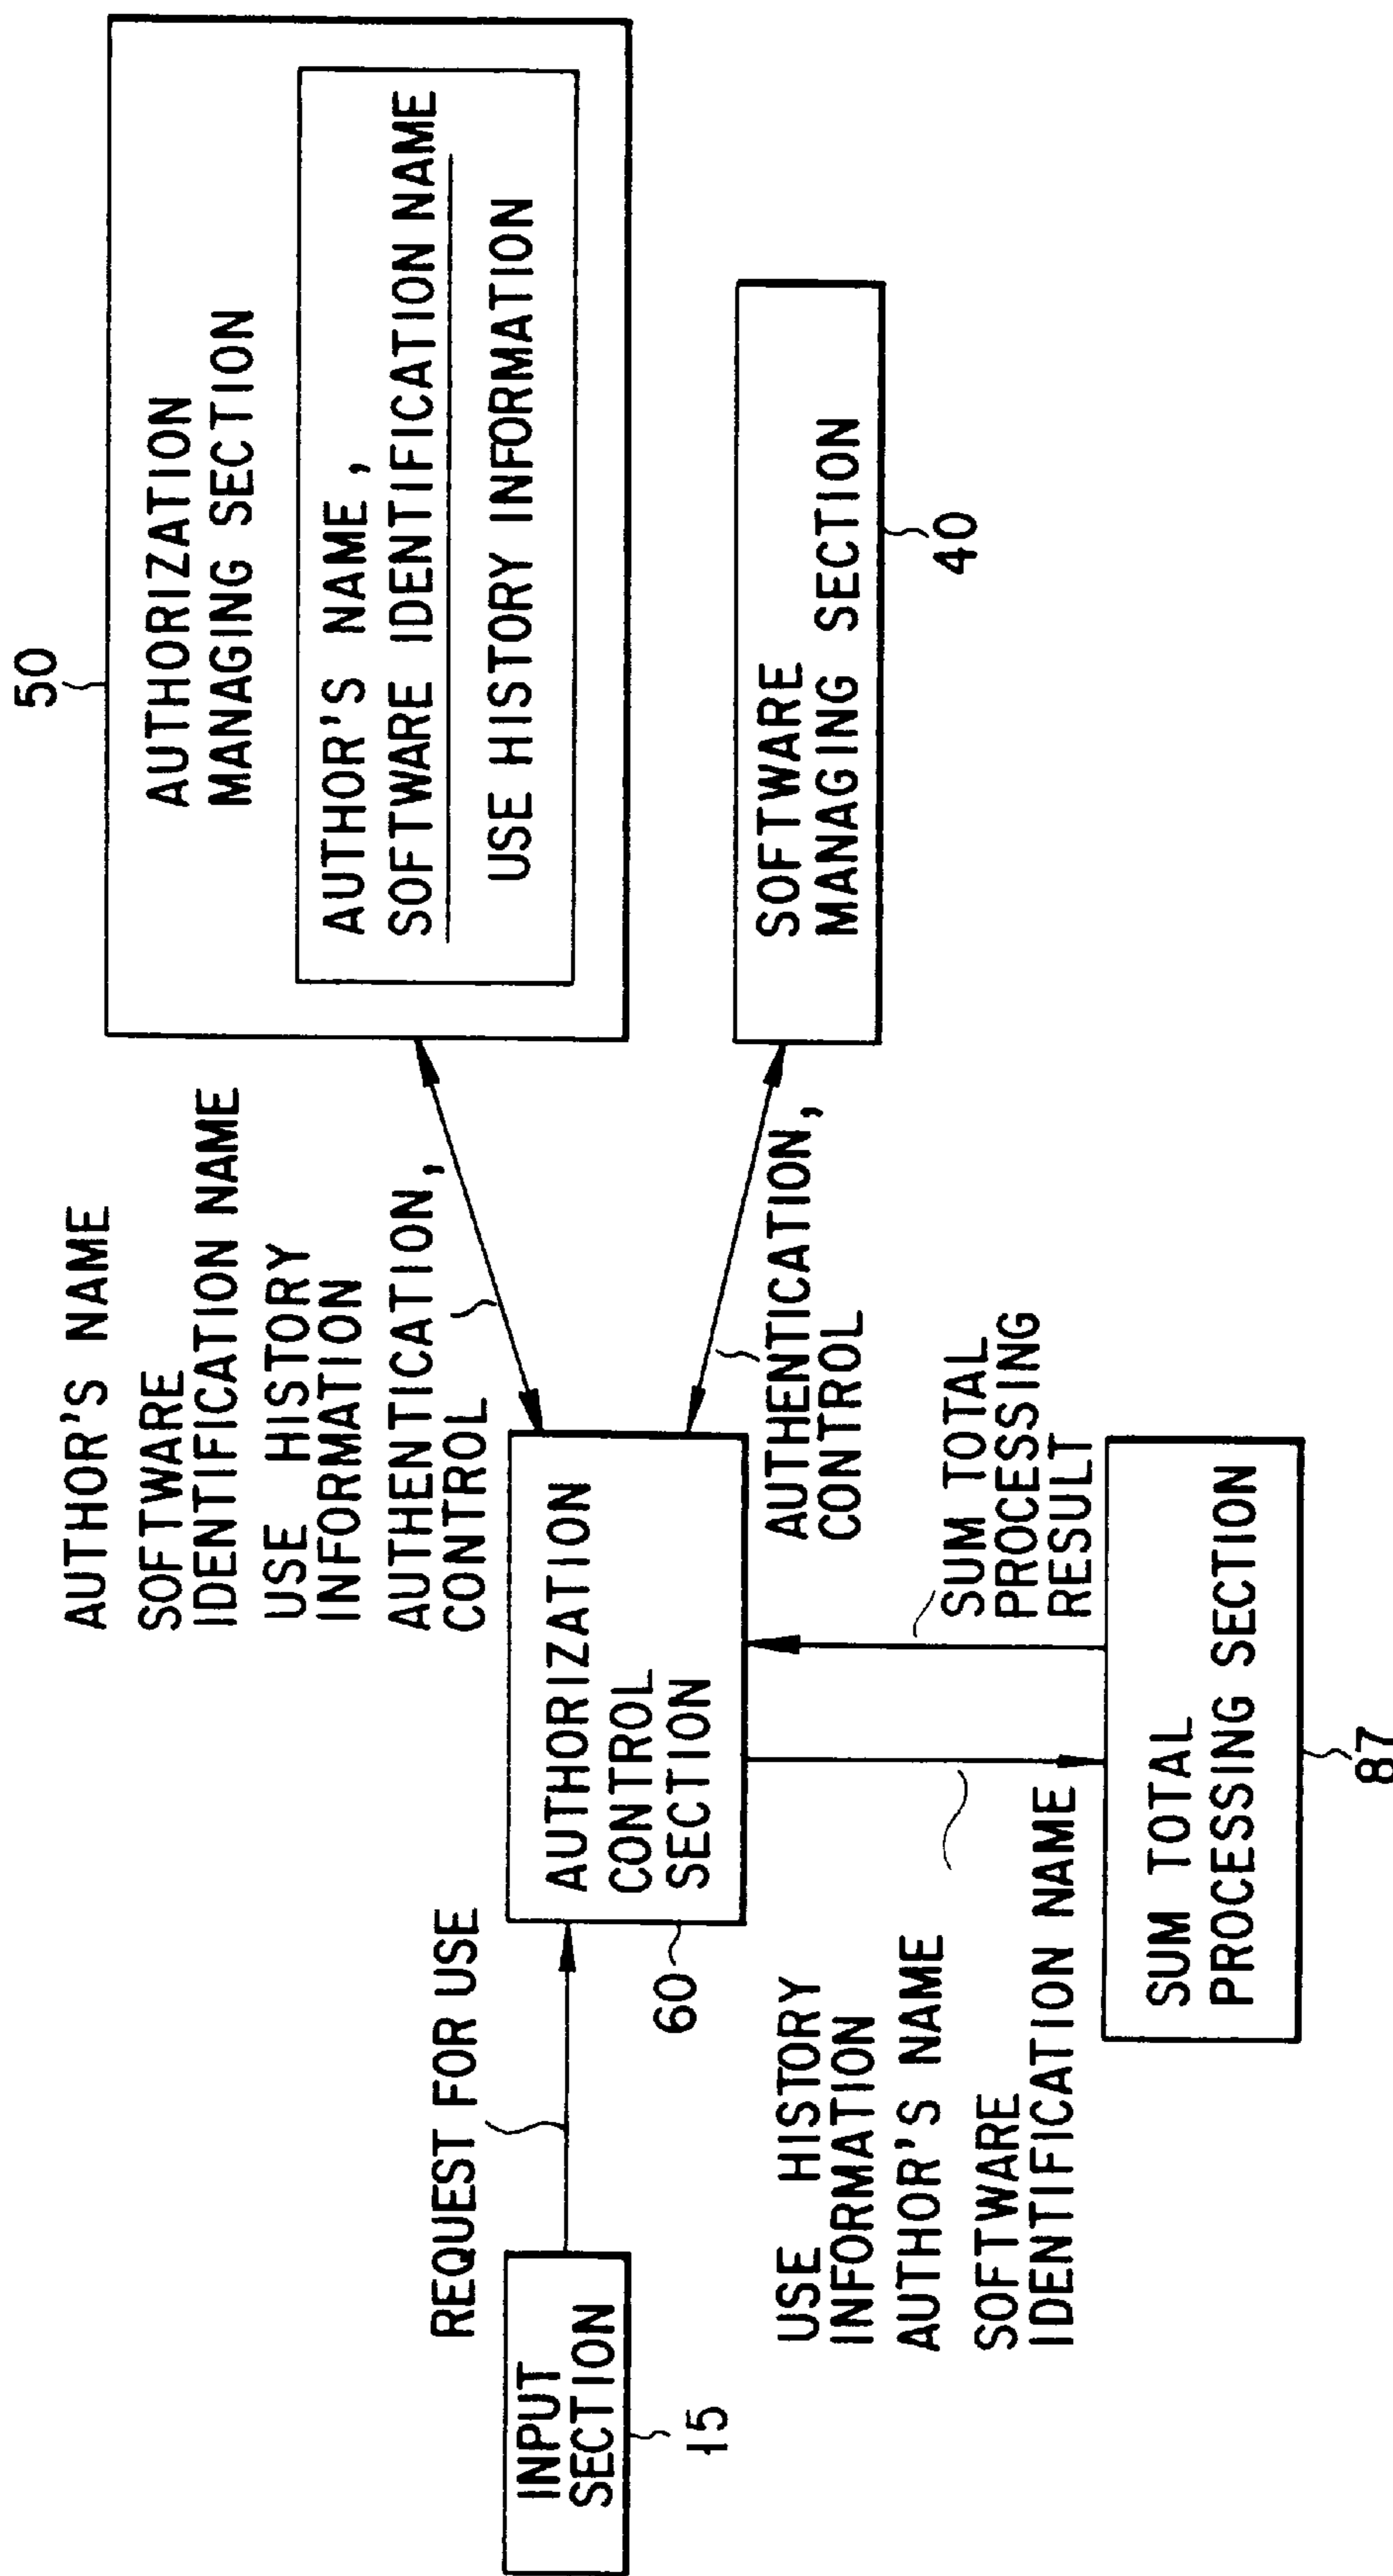 50
AUTHORIZATION
MANAGING SECTION
AUTHOR'S NAME,
SOFTWARE IDENTIFICATION NAME
USE HISTORY INFORMATION
AUTHOR'S NAME
SOFTWARE
IDENTIFICATION NAME
USE HISTORY
INFORMATION
AUTHENTICATION,
CONTROL
REQUEST FOR USE
INPUT
SECTION
15
AUTHORIZATION
CONTROL
SECTION
60
SOFTWARE
MANAGING SECTION
40
AUTHENTICATION,
CONTROL
SUM TOTAL
PROCESSING
RESULT
USE HISTORY
INFORMATION
AUTHOR'S NAME
SOFTWARE
IDENTIFICATION NAME
SUM TOTAL
PROCESSING SECTION
87